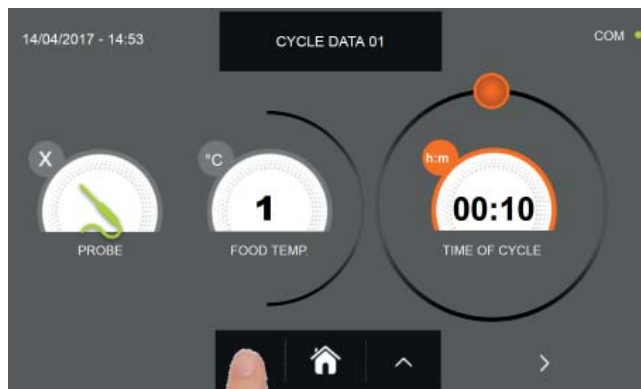 14/04/2017 - 14:53
CYCLE DATA 01
COM
X
°C
h:m
1
00:10
PROBE
FOOD TEMP.
TIME OF CYCLE